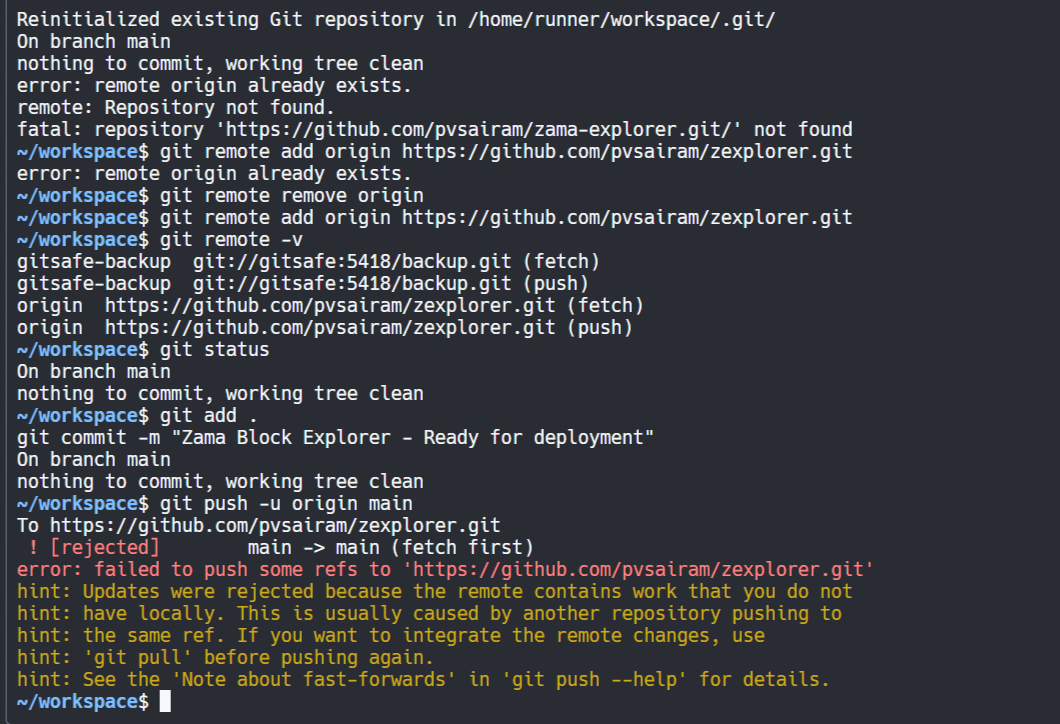 Reinitialized existing Git repository in /home/runner/workspace/.git/
On branch main
nothing to commit, working tree clean
error: remote origin already exists.
remote: Repository not found.
fatal: repository 'https://github.com/pvsairam/zama-explorer.git/' not found
~/workspace$ git remote add origin https://github.com/pvsairam/zexplorer.git
error: remote origin already exists.
~/workspace$ git remote remove origin
~/workspace$ git remote add origin https://github.com/pvsairam/zexplorer.git
~/workspace$ git remote -v
gitsafe-backup  git://gitsafe:5418/backup.git (fetch)
gitsafe-backup  git://gitsafe:5418/backup.git (push)
origin  https://github.com/pvsairam/zexplorer.git (fetch)
origin  https://github.com/pvsairam/zexplorer.git (push)
~/workspace$ git status
On branch main
nothing to commit, working tree clean
~/workspace$ git add .
git commit -m "Zama Block Explorer - Ready for deployment"
On branch main
nothing to commit, working tree clean
~/workspace$ git push -u origin main
To https://github.com/pvsairam/zexplorer.git
 ! [rejected]        main -> main (fetch first)
error: failed to push some refs to 'https://github.com/pvsairam/zexplorer.git'
hint: Updates were rejected because the remote contains work that you do not
hint: have locally. This is usually caused by another repository pushing to
hint: the same ref. If you want to integrate the remote changes, use
hint: 'git pull' before pushing again.
hint: See the 'Note about fast-forwards' in 'git push --help' for details.
~/workspace$